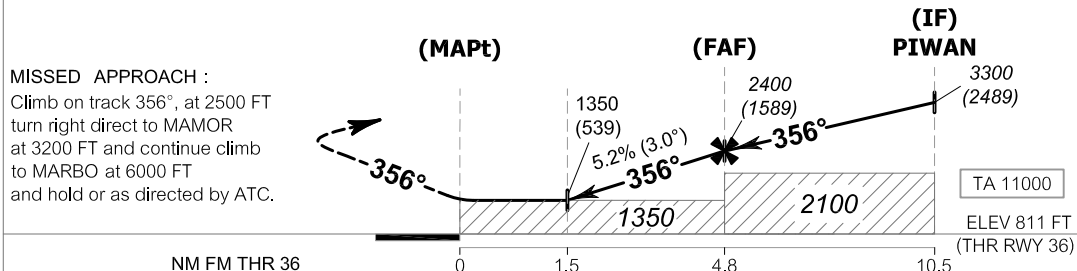 (IF)
(MAPt) (FAF) PIWAN
MISSED APPROACH :
Climb on track 356°, at 2500 FT
turn right direct to MAMOR
at 3200 FT and continue climb
to MARBO at 6000 FT
and hold or as directed by ATC.
2400
(1589)
3300
(2489)
1350
(539)
5.2% (3.0°)
356°
356°
356°
1350
2100
TA 11000
ELEV 811 FT
(THR RWY 36)
NM FM THR 36 0 1.5 4.8 10.5